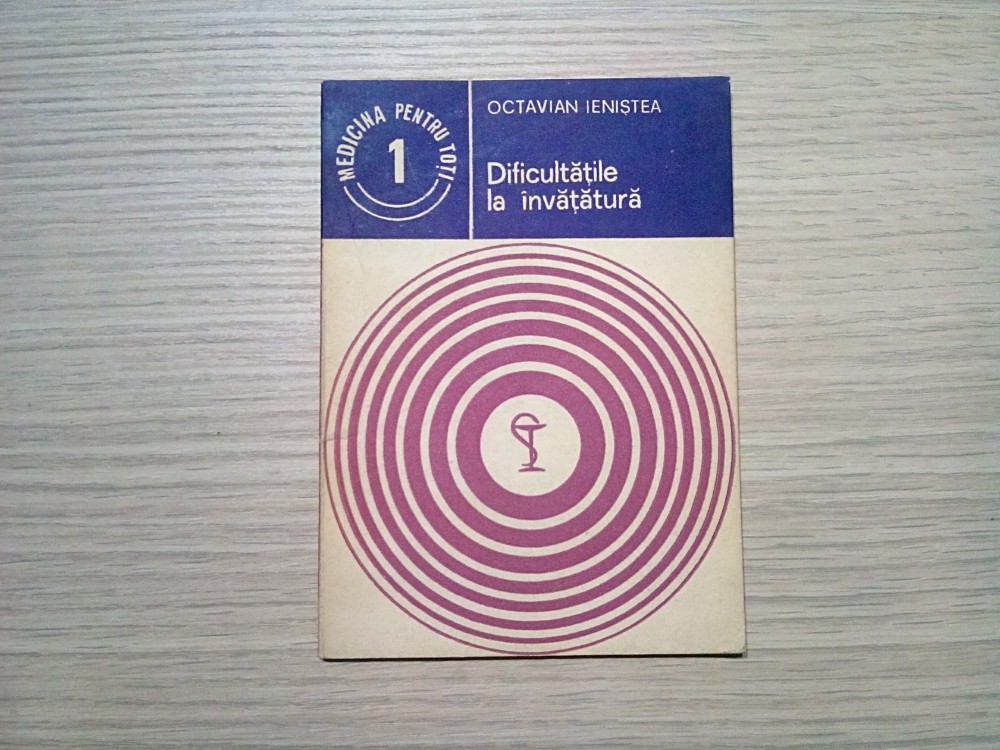 MEDICINA PENTRU TOȚI
1
OCTAVIAN IENIȘTEA
Dificultățile
la învățătură